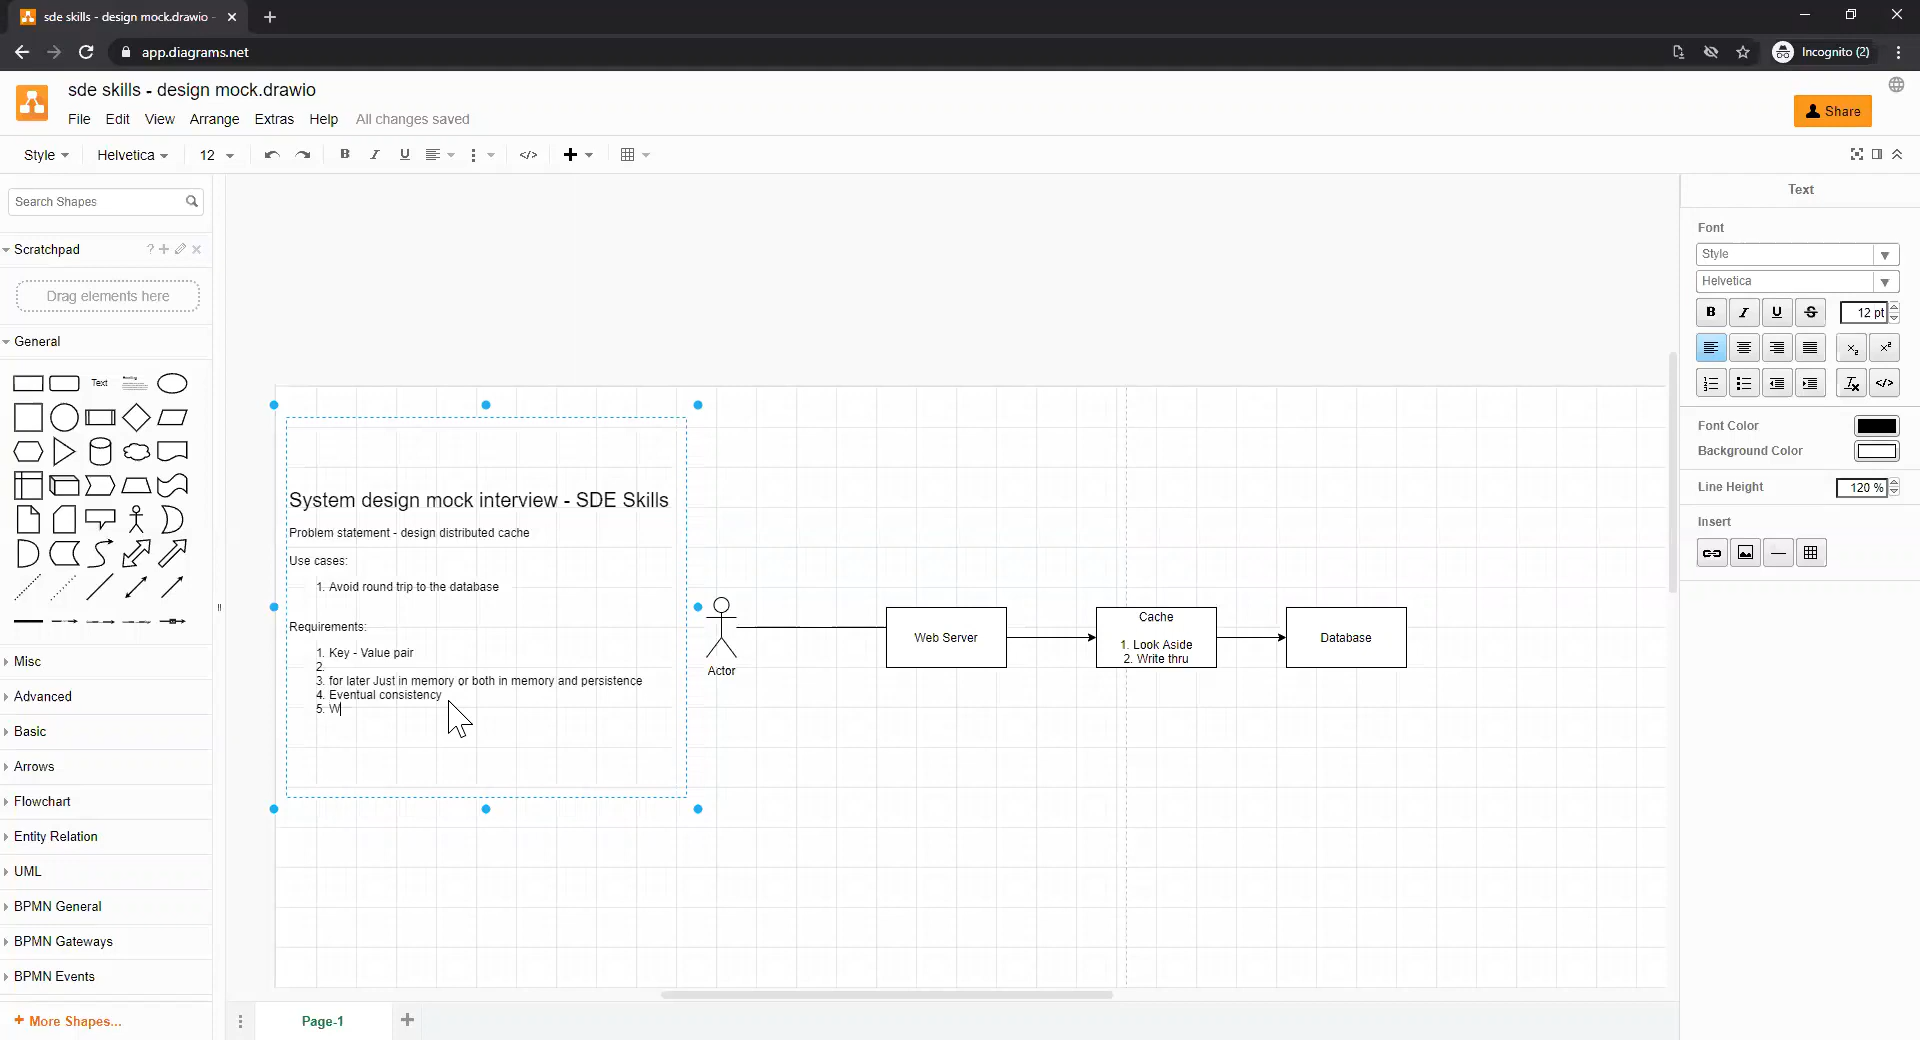 sde skills - design mock.drawio -
app.diagrams.net
Incognito (2)
sde skills - design mock.drawio
File Edit View Arrange Extras Help All changes saved
Share
Style Helvetica 12 B I U </>
Search Shapes
Text
Scratchpad ?
Font
Style
Drag elements here
Helvetica
B I U S 12 pt
General
Text
Heading
Font Color
Background Color
Line Height 120 %
Insert
System design mock interview - SDE Skills
Problem statement - design distributed cache
Use cases:
1. Avoid round trip to the database
Requirements:
1. Key - Value pair
2.
3. for later Just in memory or both in memory and persistence
4. Eventual consistency
5. W
Actor
Web Server
Cache
1. Look Aside
2. Write thru
Database
Misc
Advanced
Basic
Arrows
Flowchart
Entity Relation
UML
BPMN General
BPMN Gateways
BPMN Events
+ More Shapes...
Page-1